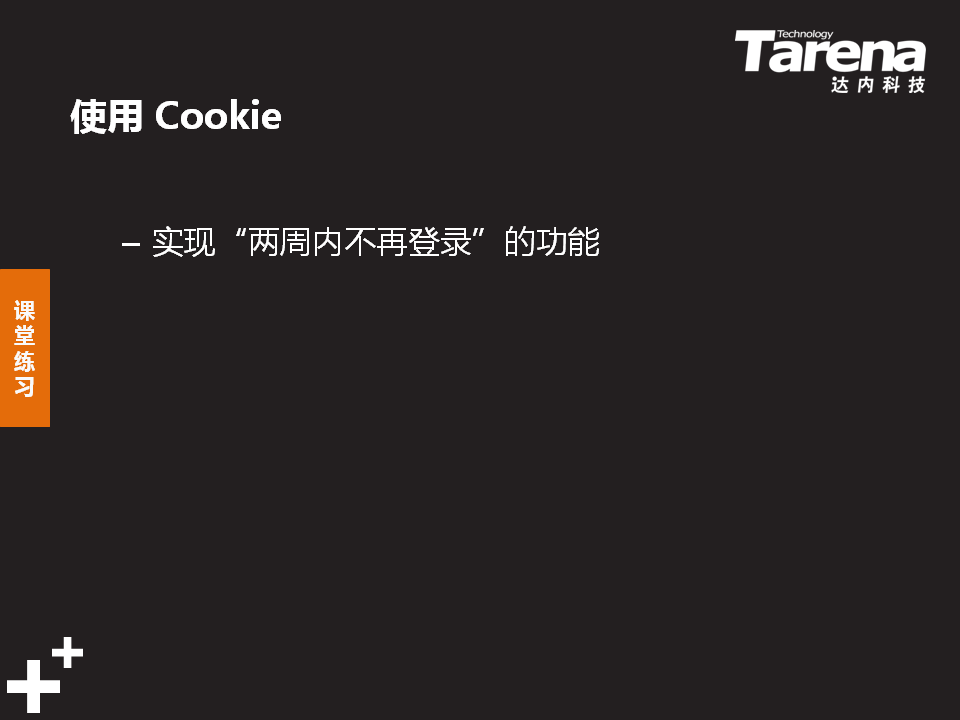 Technology
Tarena
达内科技
使用 Cookie
– 实现“两周内不再登录”的功能
课
堂
练
习